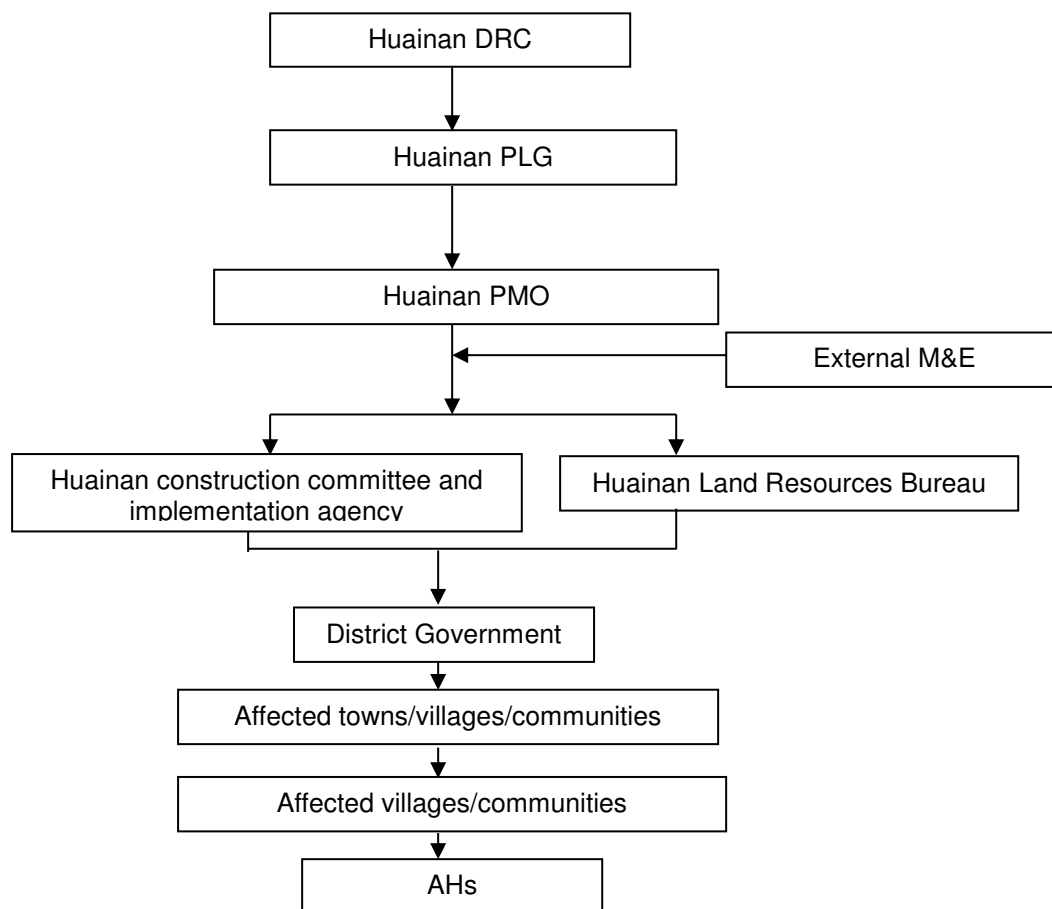 Huainan DRC
Huainan PLG
Huainan PMO
External M&E
Huainan construction committee and
implementation agency
Huainan Land Resources Bureau
District Government
Affected towns/villages/communities
Affected villages/communities
AHs